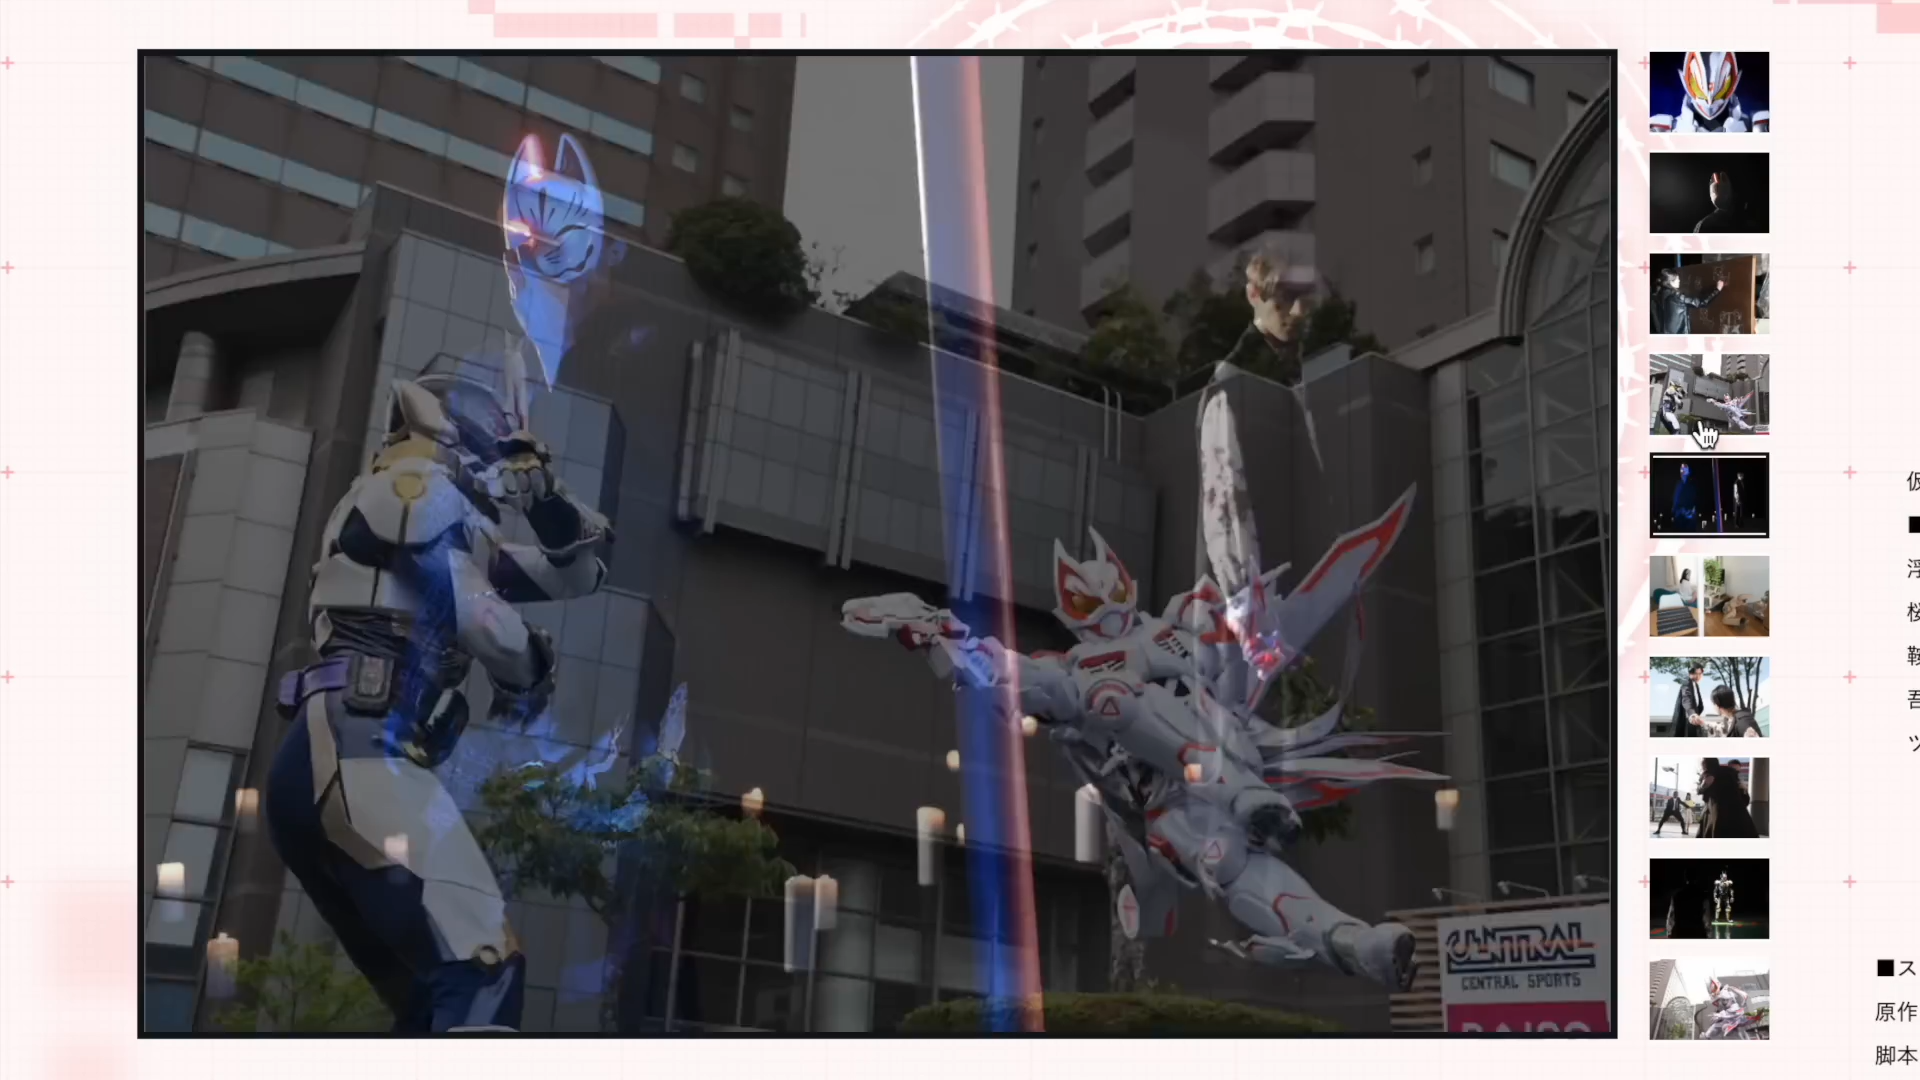 CENTRAL
CENTRAL SPORTS
仮
■
浮
桜
鞍
吾
ツ
■ス
原作
脚本